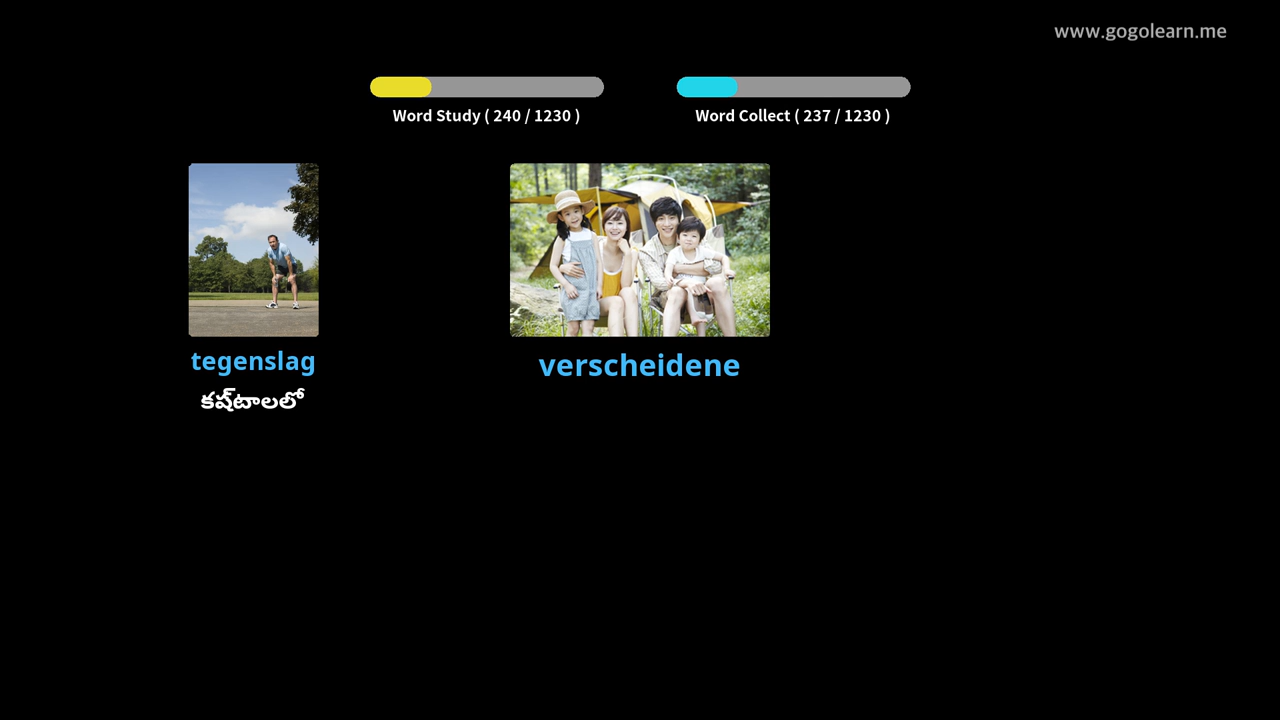 www.gogolearn.me
Word Study ( 240 / 1230 )
Word Collect ( 237 / 1230 )
tegenslag
కష్టాలలో
verscheidene